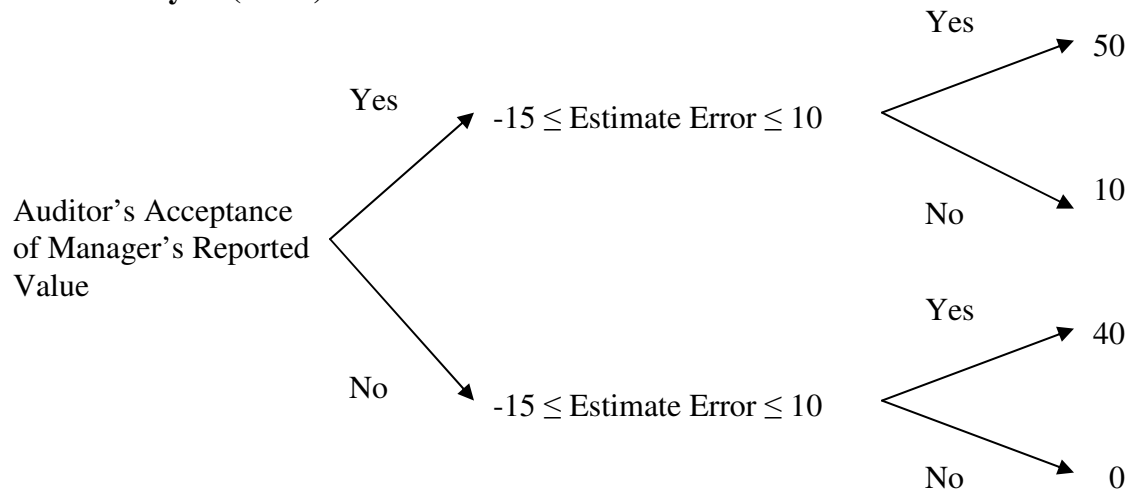 Yes
50
Yes
-15 ≤ Estimate Error ≤ 10
10
No
Auditor's Acceptance
of Manager's Reported
Value
Yes
40
No
-15 ≤ Estimate Error ≤ 10
No
0